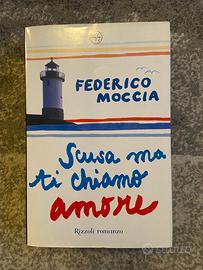 FEDERICO
MOCCIA
Scusa ma
ti chiamo
amore
Rizzoli romanzo